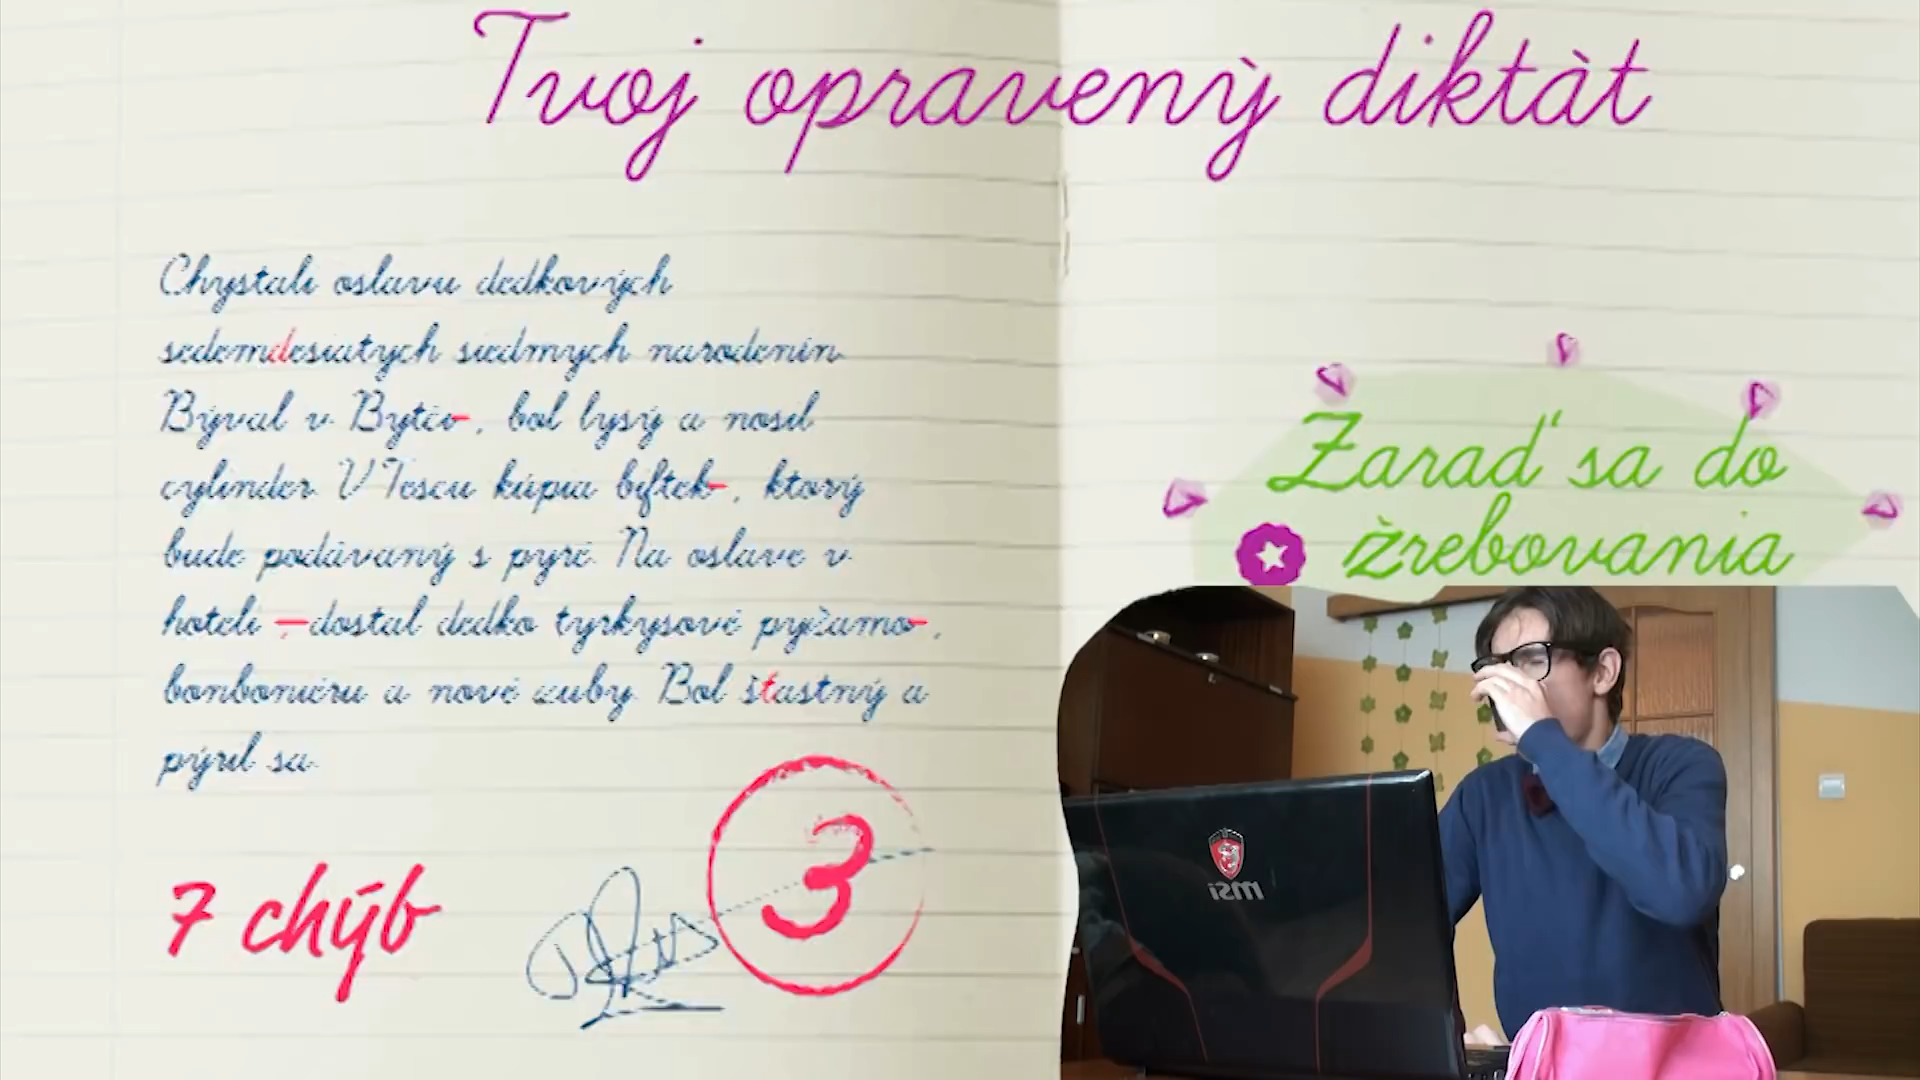 Tvoj opravený diktát
Chystali oslavu dedkových
sedemdesiatych siedmych narodenín.
Býval v Bytči , bol lysý a nosil
cylinder. V Tescu kúpia biftek , ktorý
bude podávaný s pyré. Na oslave v
hoteli , dostal dedko tyrkysové pyžamo ,
bonboniéru a nové zuby. Bol štastný a
pýril sa.
7 chýb
3
Zaraď sa do
žrebovania
msi